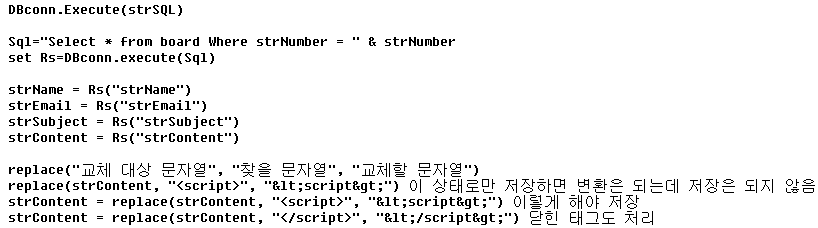 DBconn.Execute(strSQL)
Sql="Select * from board Where strNumber = " & strNumber
set Rs=DBconn.execute(Sql)
strName = Rs("strName")
strEmail = Rs("strEmail")
strSubject = Rs("strSubject")
strContent = Rs("strContent")
replace("교체 대상 문자열", "찾을 문자열", "교체할 문자열")
replace(strContent, "<script>", "&lt;script&gt;") 이 상태로만 저장하면 변환은 되는데 저장은 되지 않음
strContent = replace(strContent, "<script>", "&lt;script&gt;") 이렇게 해야 저장
strContent = replace(strContent, "</script>", "&lt;/script&gt;") 닫힌 태그도 처리